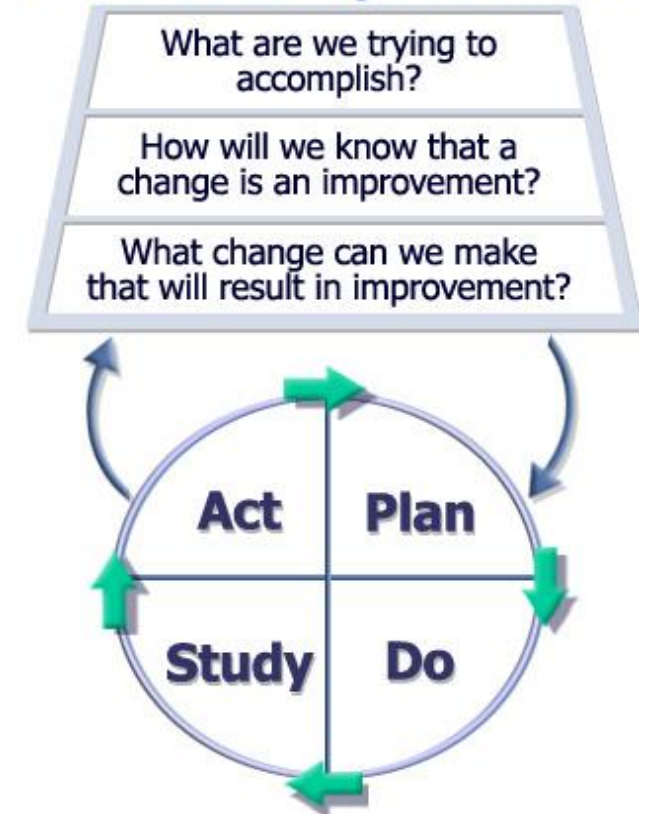 What are we trying to
accomplish?
How will we know that a
change is an improvement?
What change can we make
that will result in improvement?
Act Plan
Study Do